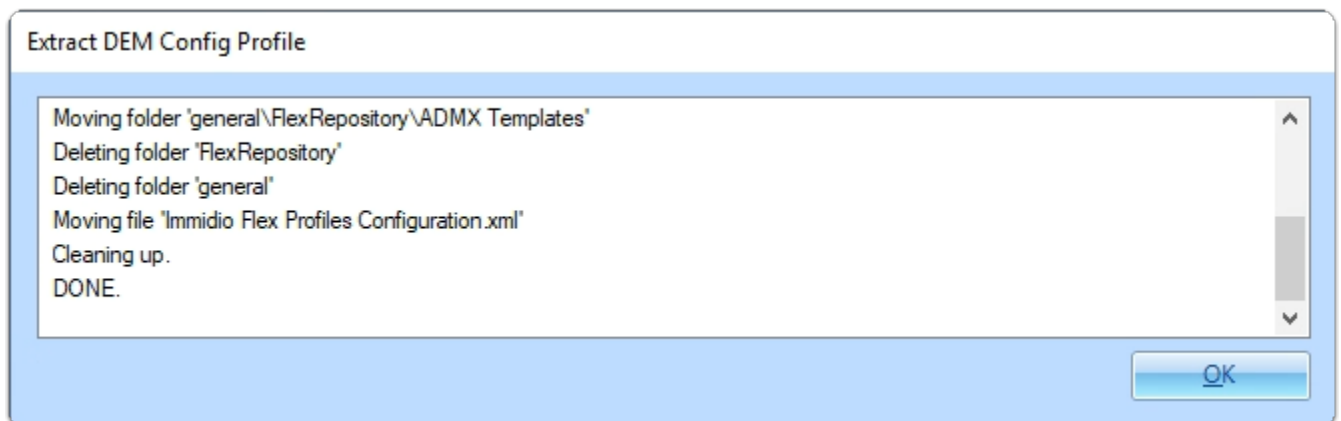 Extract DEM Config Profile
Moving folder 'general\FlexRepository\ADMX Templates'
Deleting folder 'FlexRepository'
Deleting folder 'general'
Moving file 'Immidio Flex Profiles Configuration.xml'
Cleaning up.
DONE.
OK